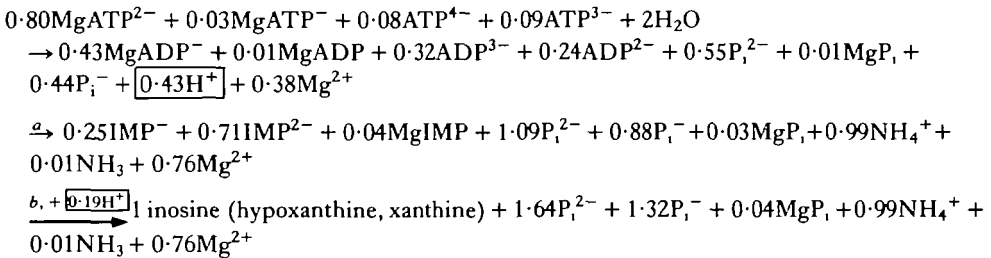 0·80MgATP²⁻ + 0·03MgATP⁻ + 0·08ATP⁴⁻ + 0·09ATP³⁻ + 2H₂O
→0·43MgADP⁻ + 0·01MgADP + 0·32ADP³⁻ + 0·24ADP²⁻ + 0·55Pᵢ²⁻ + 0·01MgPᵢ +
0·44Pᵢ⁻ + 0·43H⁺ + 0·38Mg²⁺
a→ 0·25IMP⁻ + 0·71IMP²⁻ + 0·04MgIMP + 1·09Pᵢ²⁻ + 0·88Pᵢ⁻+0·03MgPᵢ+0·99NH₄⁺ +
0·01NH₃ + 0·76Mg²⁺
b, + 0·19H⁺→ 1 inosine (hypoxanthine, xanthine) + 1·64Pᵢ²⁻ + 1·32Pᵢ⁻ + 0·04MgPᵢ +0·99NH₄⁺ +
0·01NH₃ + 0·76Mg²⁺